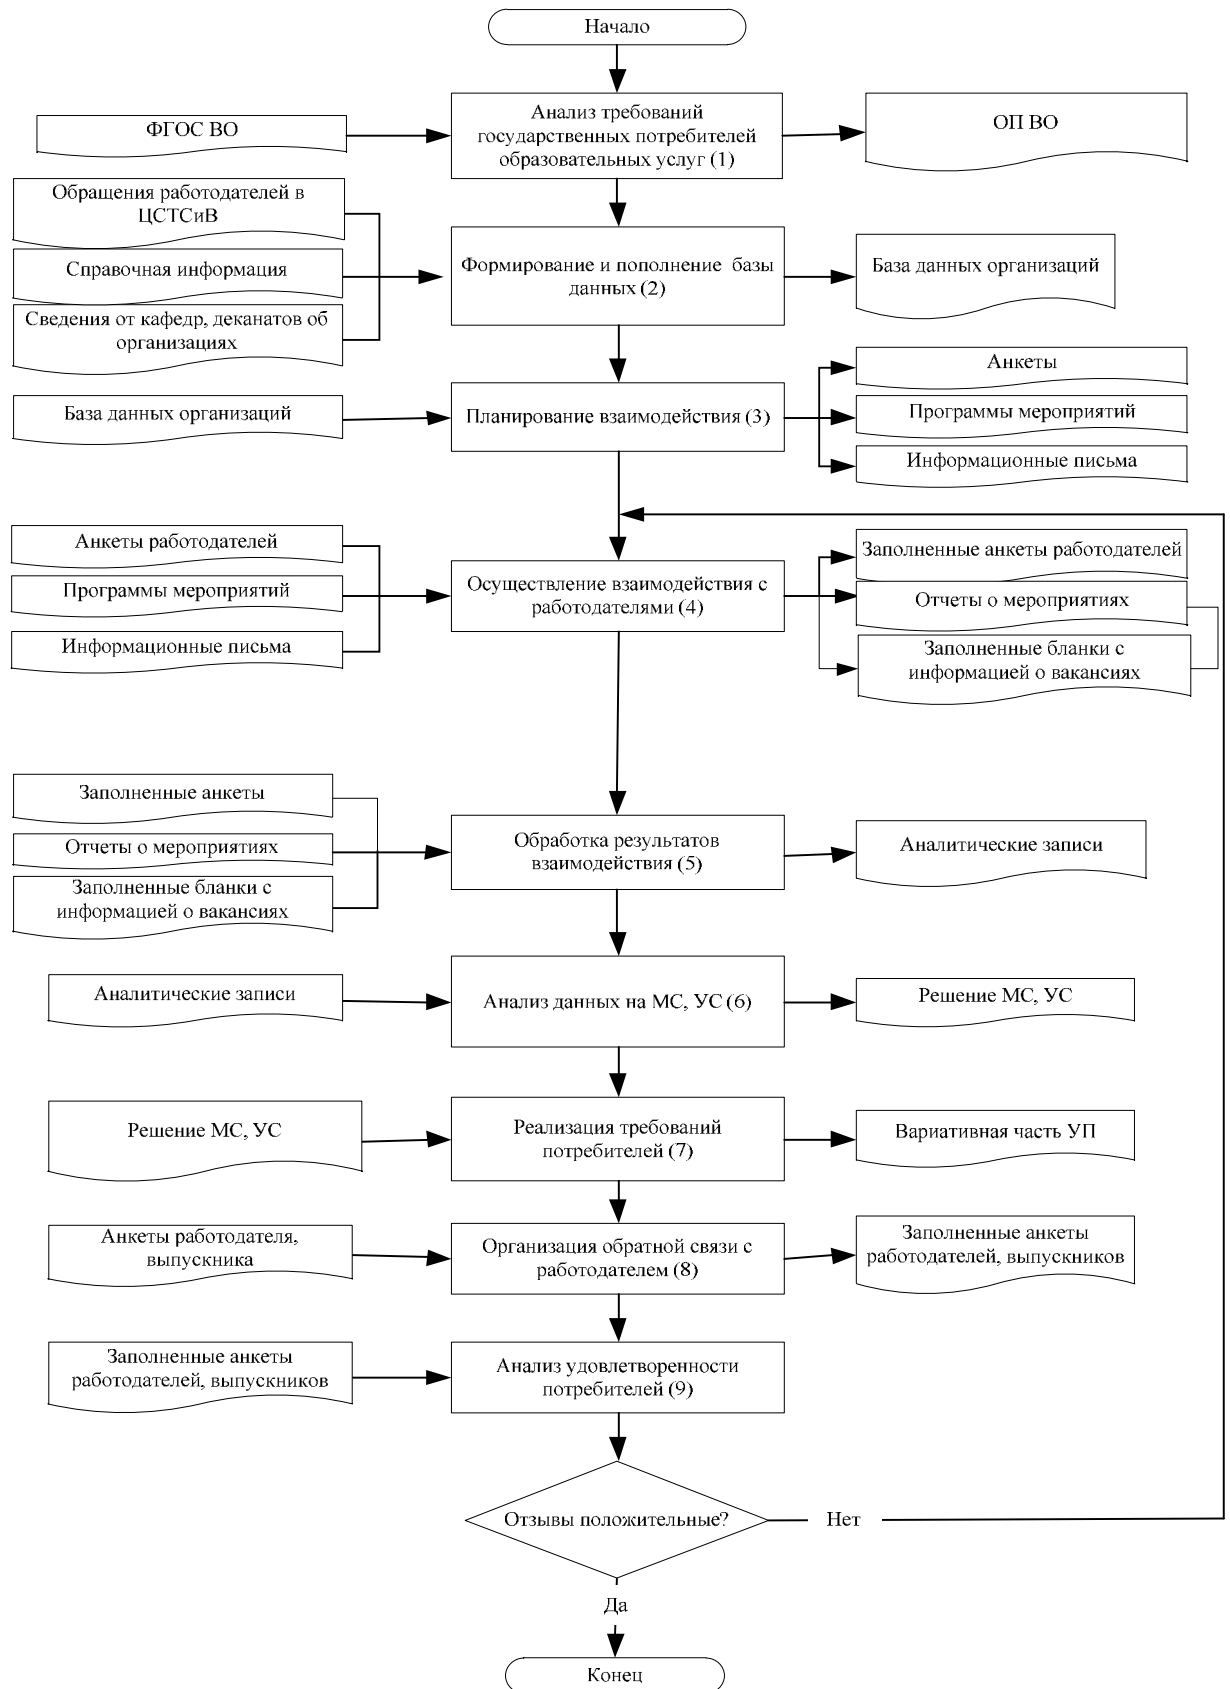 Начало
ФГОС ВО
Анализ требований
государственных потребителей
образовательных услуг (1)
ОП ВО
Обращения работодателей в
ЦСТСиВ
Справочная информация
Сведения от кафедр, деканатов об
организациях
Формирование и пополнение базы
данных (2)
База данных организаций
База данных организаций
Планирование взаимодействия (3)
Анкеты
Программы мероприятий
Информационные письма
Анкеты работодателей
Программы мероприятий
Информационные письма
Осуществление взаимодействия с
работодателями (4)
Заполненные анкеты работодателей
Отчеты о мероприятиях
Заполненные бланки с
информацией о вакансиях
Заполненные анкеты
Отчеты о мероприятиях
Заполненные бланки с
информацией о вакансиях
Обработка результатов
взаимодействия (5)
Аналитические записи
Аналитические записи
Анализ данных на МС, УС (6)
Решение МС, УС
Решение МС, УС
Реализация требований
потребителей (7)
Вариативная часть УП
Анкеты работодателя,
выпускника
Организация обратной связи с
работодателем (8)
Заполненные анкеты
работодателей, выпускников
Заполненные анкеты
работодателей, выпускников
Анализ удовлетворенности
потребителей (9)
Отзывы положительные?
Нет
Да
Конец